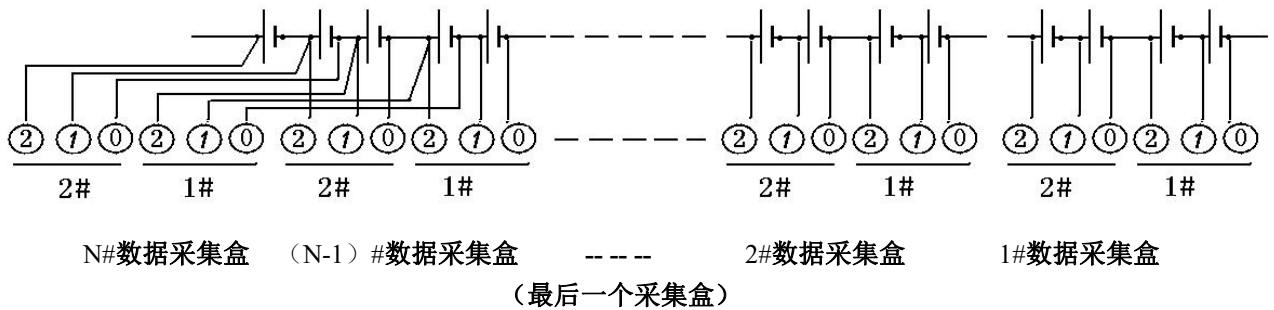 2 1 0 2 1 0 2 1 0 2 1 0 2 1 0 2 1 0 2 1 0 2 1 0
2# 1# 2# 1# 2# 1# 2# 1#
N#数据采集盒 （N-1）#数据采集盒 -- -- -- 2#数据采集盒 1#数据采集盒
（最后一个采集盒）